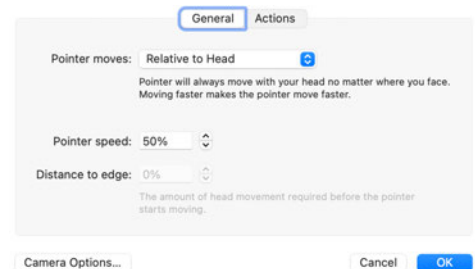 General Actions
Pointer moves: Relative to Head
Pointer will always move with your head no matter where you face.
Moving faster makes the pointer move faster.
Pointer speed: 50%
Distance to edge: 0%
The amount of head movement required before the pointer
starts moving.
Camera Options... Cancel OK